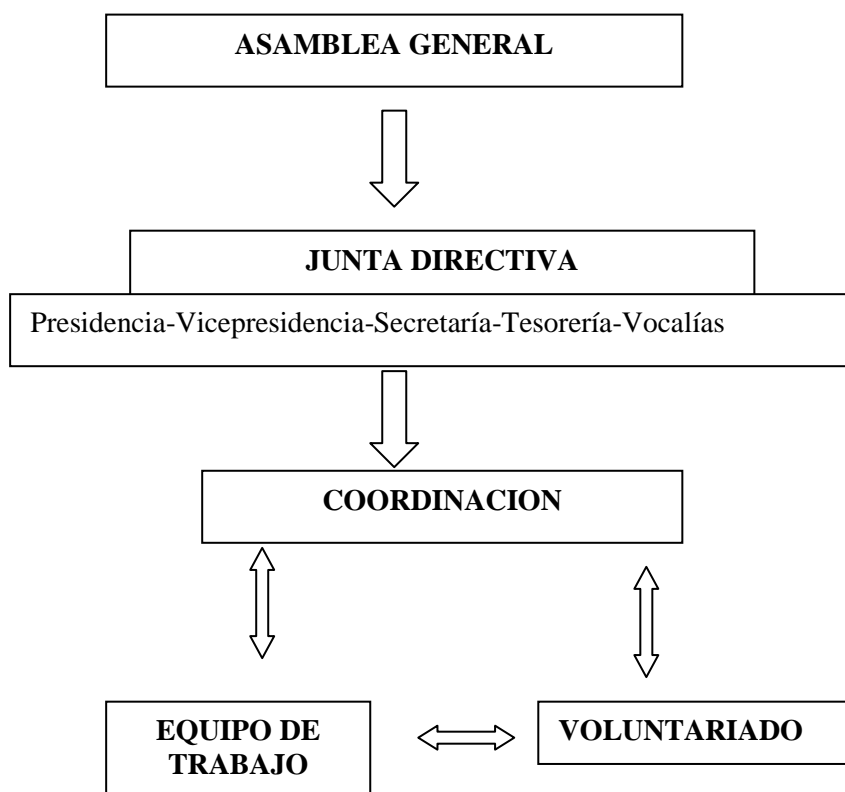 ASAMBLEA GENERAL
JUNTA DIRECTIVA
Presidencia-Vicepresidencia-Secretaría-Tesorería-Vocalías
COORDINACION
EQUIPO DE
TRABAJO
VOLUNTARIADO